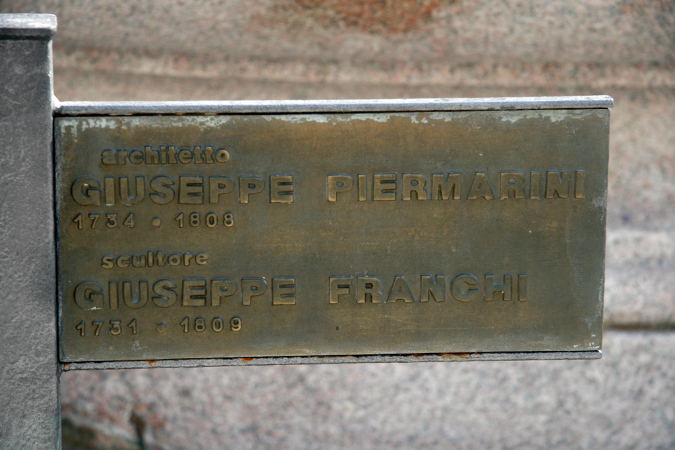 architetto
GIUSEPPE PIERMARINI
1734 • 1808
scultore
GIUSEPPE FRANCHI
1731 • 1809